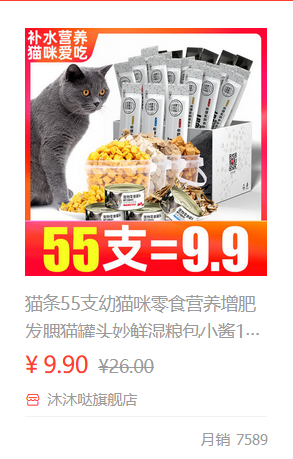 补水营养
猫咪爱吃
55支=9.9
猫条55支幼猫咪零食营养增肥
发腮猫罐头妙鲜湿粮包小酱1...
¥ 9.90 ¥26.00
沐沐哒旗舰店
月销 7589